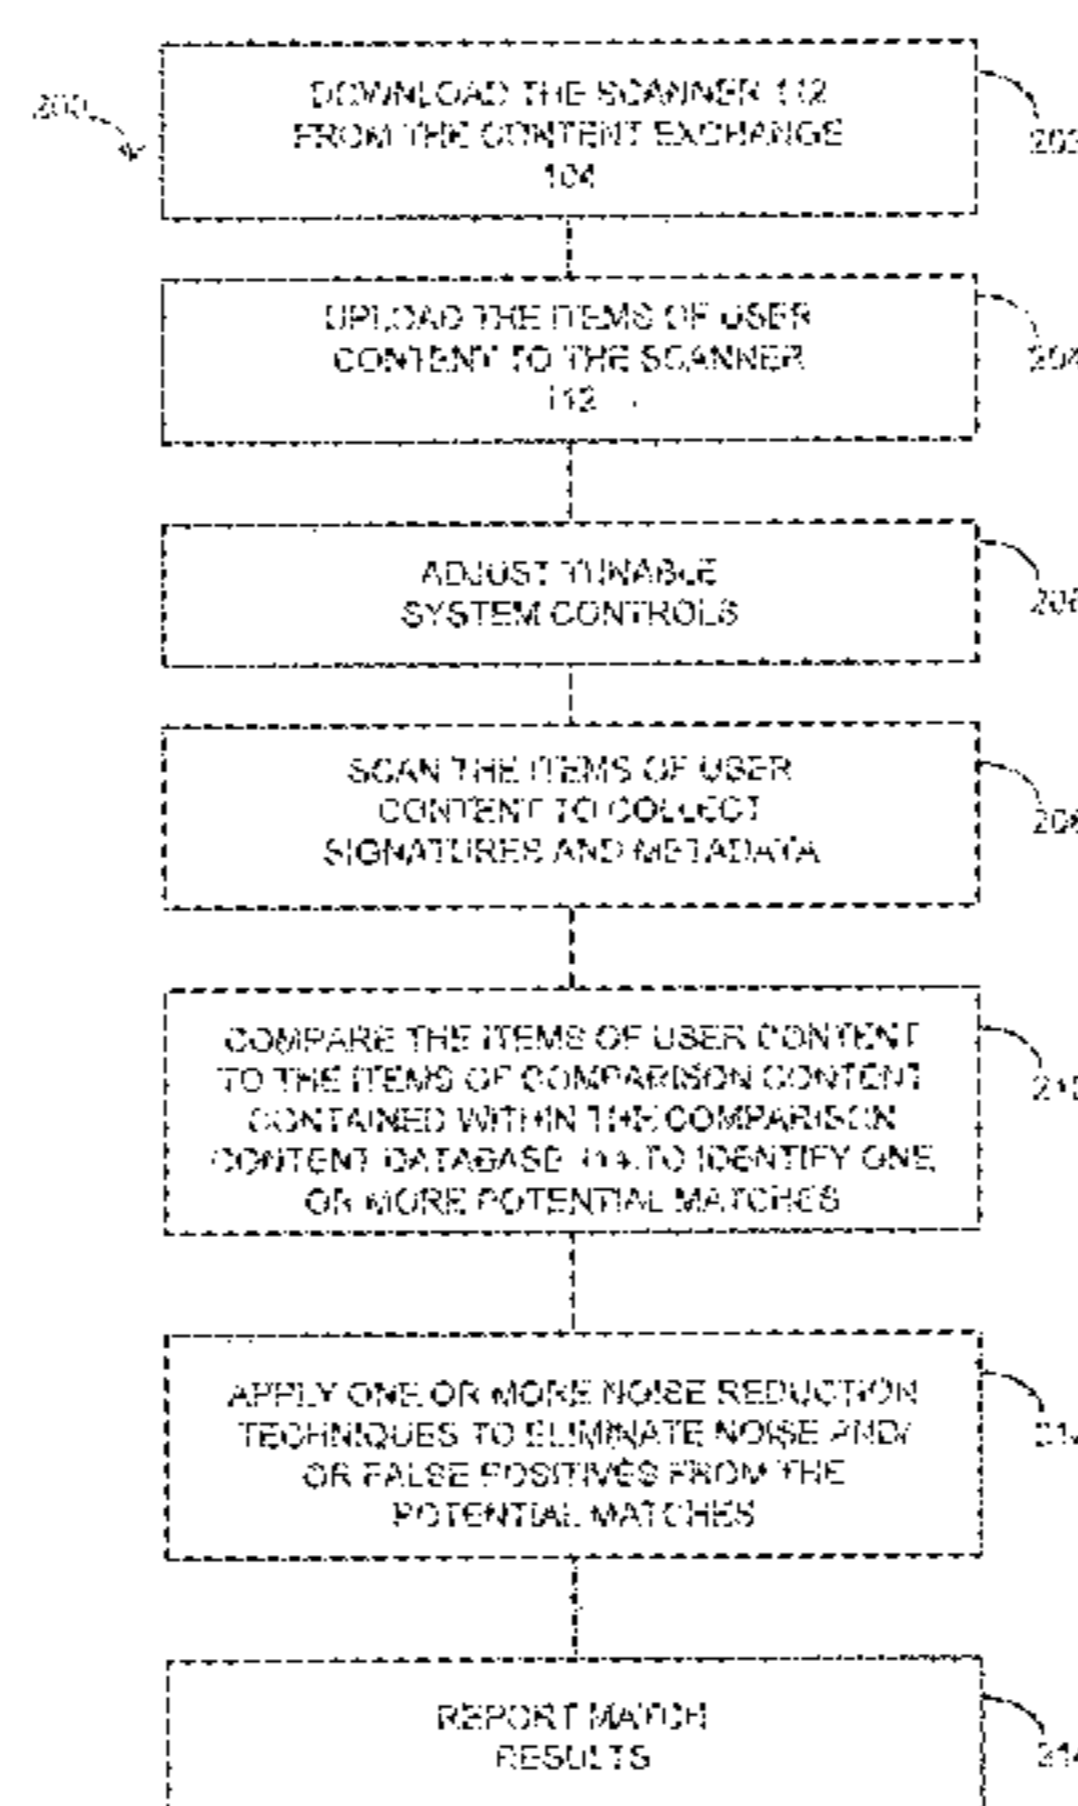 200
DOWNLOAD THE SCANNER 112
FROM THE CONTENT EXCHANGE
104
UPLOAD THE ITEMS OF USER
CONTENT TO THE SCANNER
112
204
ADJUST TUNABLE
SYSTEM CONTROLS
SCAN THE ITEMS OF USER
CONTENT TO COLLECT
SIGNATURES AND METADATA
COMPARE THE ITEMS OF USER CONTENT
TO THE ITEMS OF COMPARISON CONTENT
CONTAINED WITHIN THE COMPARISON
CONTENT DATABASE TO IDENTIFY ONE
OR MORE POTENTIAL MATCHES
APPLY ONE OR MORE NOISE REDUCTION
TECHNIQUES TO ELIMINATE NOISE AND/
OR FALSE POSITIVES FROM THE
POTENTIAL MATCHES
REPORT MATCH
RESULTS